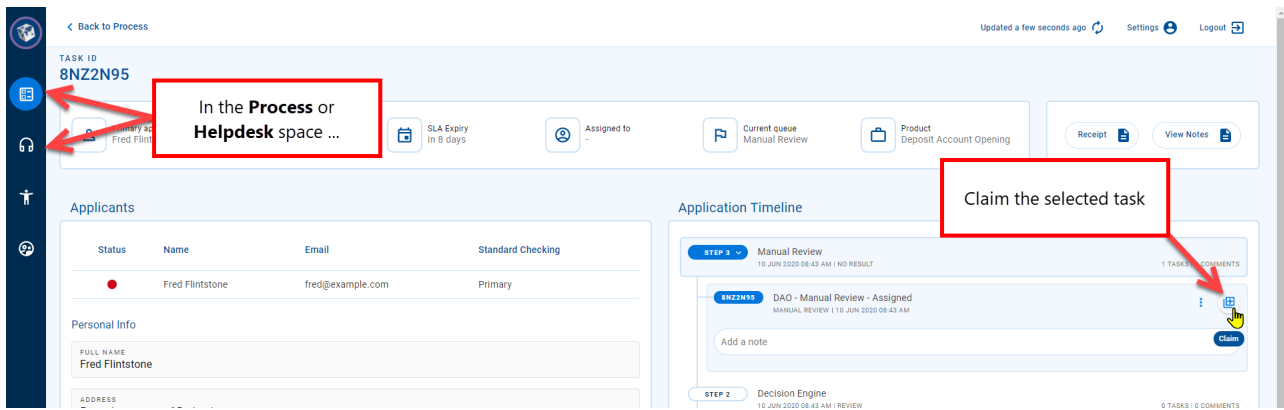 Back to Process
Updated a few seconds ago
Settings
Logout
TASK ID
8NZ2N95
In the Process or
Helpdesk space ...
Fred Flint
SLA Expiry
in 8 days
Assigned to
-
Current queue
Manual Review
Product
Deposit Account Opening
Receipt
View Notes
Claim the selected task
Applicants
Status
Name
Email
Standard Checking
Fred Flintstone
fred@example.com
Primary
Personal Info
FULL NAME
Fred Flintstone
ADDRESS
Application Timeline
STEP 3
Manual Review
10 JUN 2020 08:43 AM | NO RESULT
1 TASKS COMMENTS
8NZ2N95
DAO - Manual Review - Assigned
MANUAL REVIEW | 10 JUN 2020 08:43 AM
Add a note
Claim
STEP 2
Decision Engine
10 JUN 2020 08:43 AM | REVIEW
0 TASKS | 0 COMMENTS